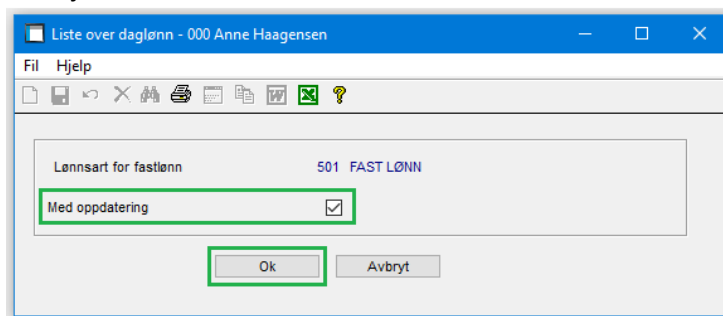 Liste over daglønn - 000 Anne Haagensen
Fil Hjelp
Lønnsart for fastlønn 501 FAST LØNN
Med oppdatering
Ok Avbryt